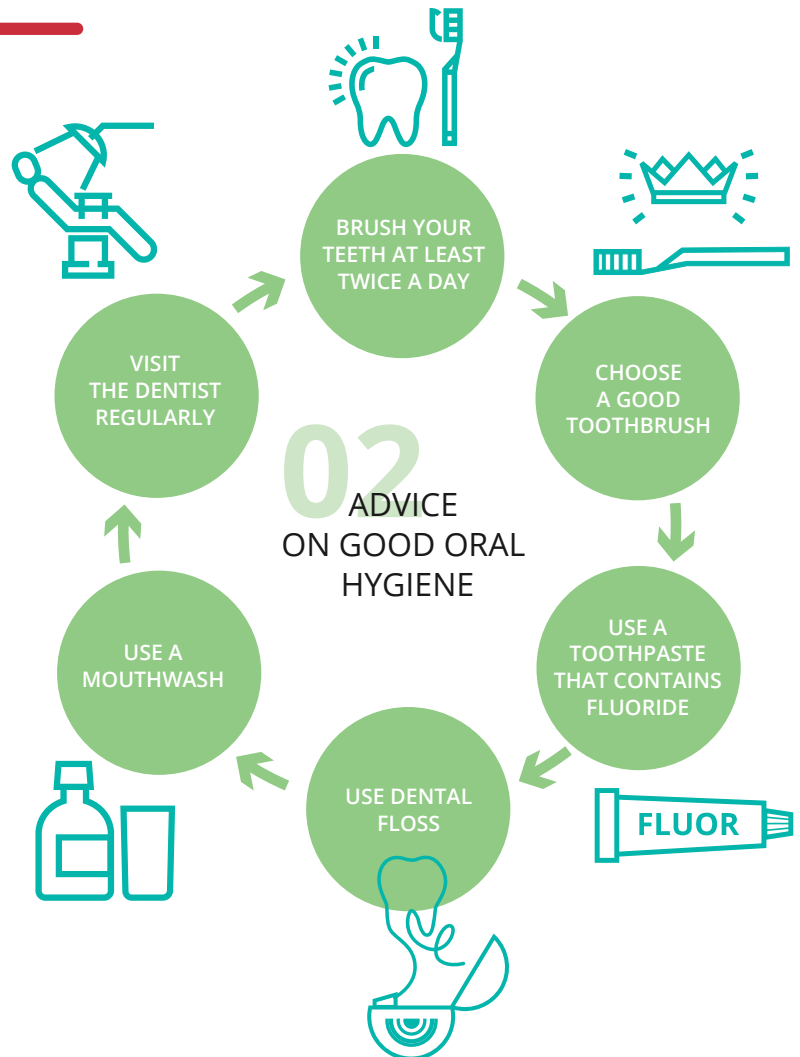 BRUSH YOUR
TEETH AT LEAST
TWICE A DAY
CHOOSE
A GOOD
TOOTHBRUSH
USE A
TOOTHPASTE
THAT CONTAINS
FLUORIDE
FLUOR
USE DENTAL
FLOSS
USE A
MOUTHWASH
VISIT
THE DENTIST
REGULARLY
02
ADVICE
ON GOOD ORAL
HYGIENE